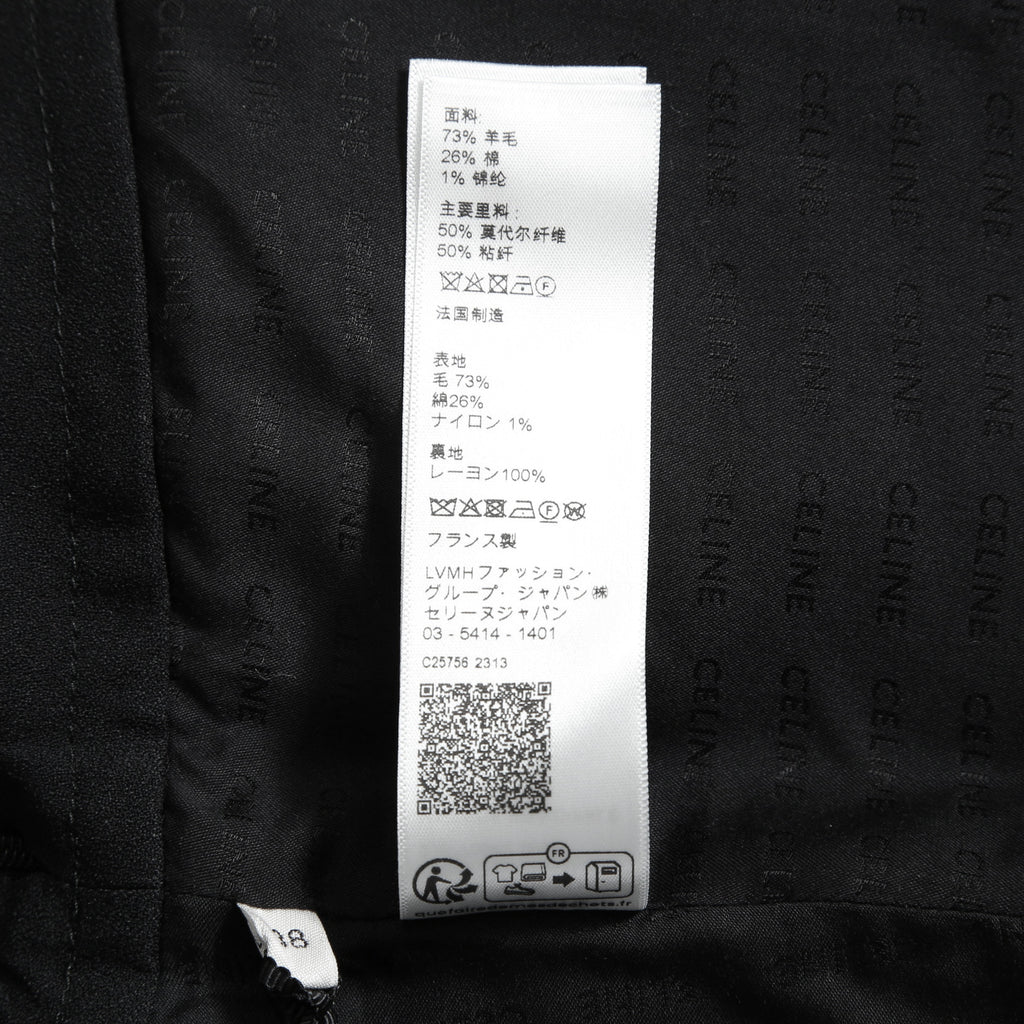 面料:
73% 羊毛
26% 棉
1% 锦纶
主要里料:
50% 莫代尔纤维
50% 粘纤
F
法国制造
表地
毛 73%
綿26%
ナイロン 1%
裏地
レーヨン100%
F W
フランス製
LVMHファッション・
グループ・ジャパン㈱
セリーヌジャパン
03 - 5414 - 1401
C25756 2313
FR
quefairedemesdechets.fr
38
CELINE